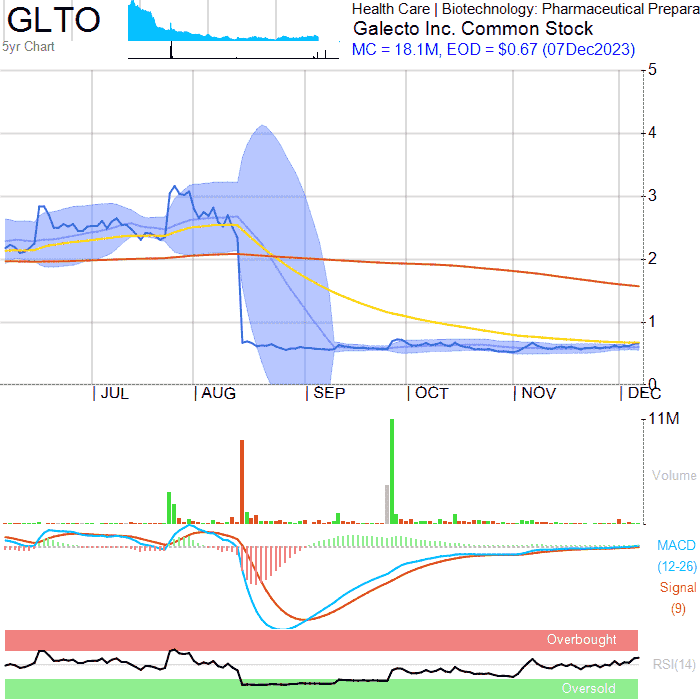 GLTO
5yr Chart
Health Care | Biotechnology: Pharmaceutical Prepara
Galecto Inc. Common Stock
MC = 18.1M, EOD = $0.67 (07Dec2023)
5
4
3
2
1
0
JUL AUG SEP OCT NOV DEC
11M
Volume
MACD
(12-26)
Signal
(9)
Overbought
RSI(14)
Oversold